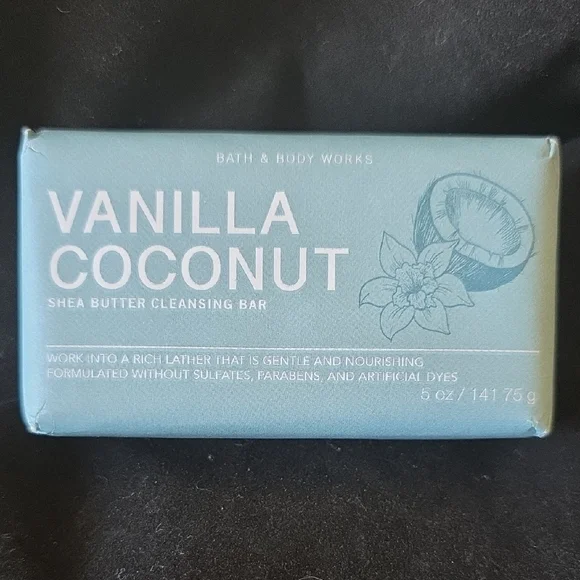 BATH & BODY WORKS
VANILLA
COCONUT
SHEA BUTTER CLEANSING BAR
WORK INTO A RICH LATHER THAT IS GENTLE AND NOURISHING
FORMULATED WITHOUT SULFATES, PARABENS, AND ARTIFICIAL DYES
5 oz / 141 75 g